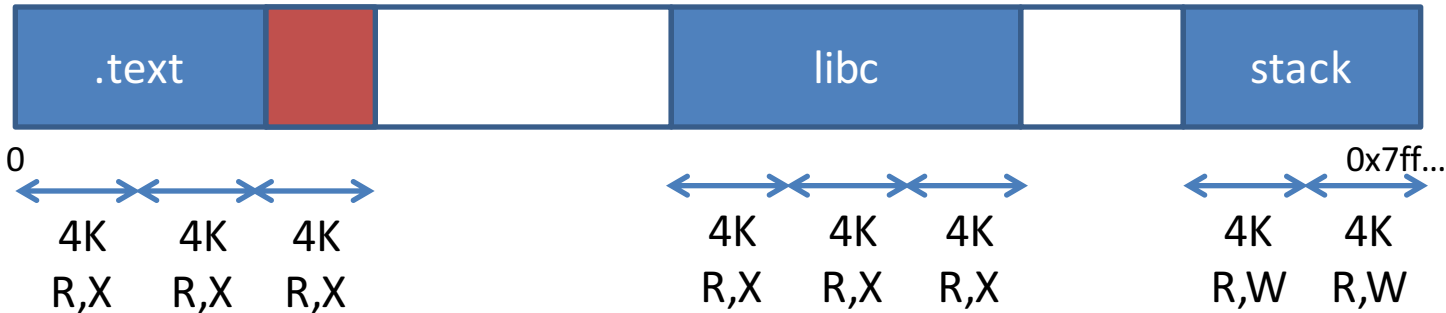 .text libc stack
0 0x7ff...
4K 4K 4K 4K 4K 4K 4K 4K
R,X R,X R,X R,X R,X R,X R,W R,W